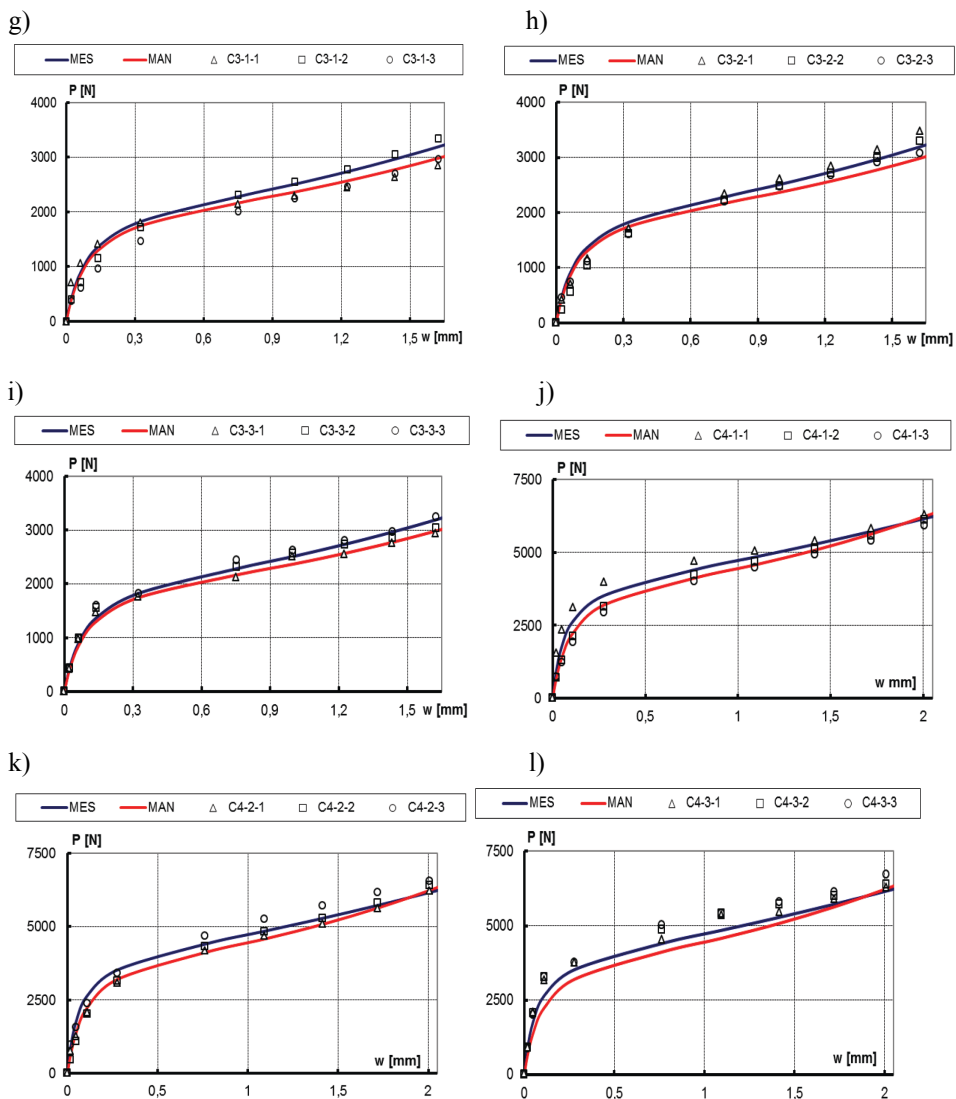 g)
MES MAN C3-1-1 C3-1-2 C3-1-3
P [N]
4000
3000
2000
1000
0
0 0,3 0,6 0,9 1,2 1,5 w [mm]
h)
MES MAN C3-2-1 C3-2-2 C3-2-3
P [N]
4000
3000
2000
1000
0
0 0,3 0,6 0,9 1,2 1,5 w [mm]
i)
MES MAN C3-3-1 C3-3-2 C3-3-3
P [N]
4000
3000
2000
1000
0
0 0,3 0,6 0,9 1,2 1,5 w [mm]
j)
MES MAN C4-1-1 C4-1-2 C4-1-3
P [N]
7500
5000
2500
0
w mm]
0 0,5 1 1,5 2
k)
MES MAN C4-2-1 C4-2-2 C4-2-3
P [N]
7500
5000
2500
0
w [mm]
0 0,5 1 1,5 2
l)
MES MAN C4-3-1 C4-3-2 C4-3-3
P [N]
7500
5000
2500
0
w [mm]
0 0,5 1 1,5 2